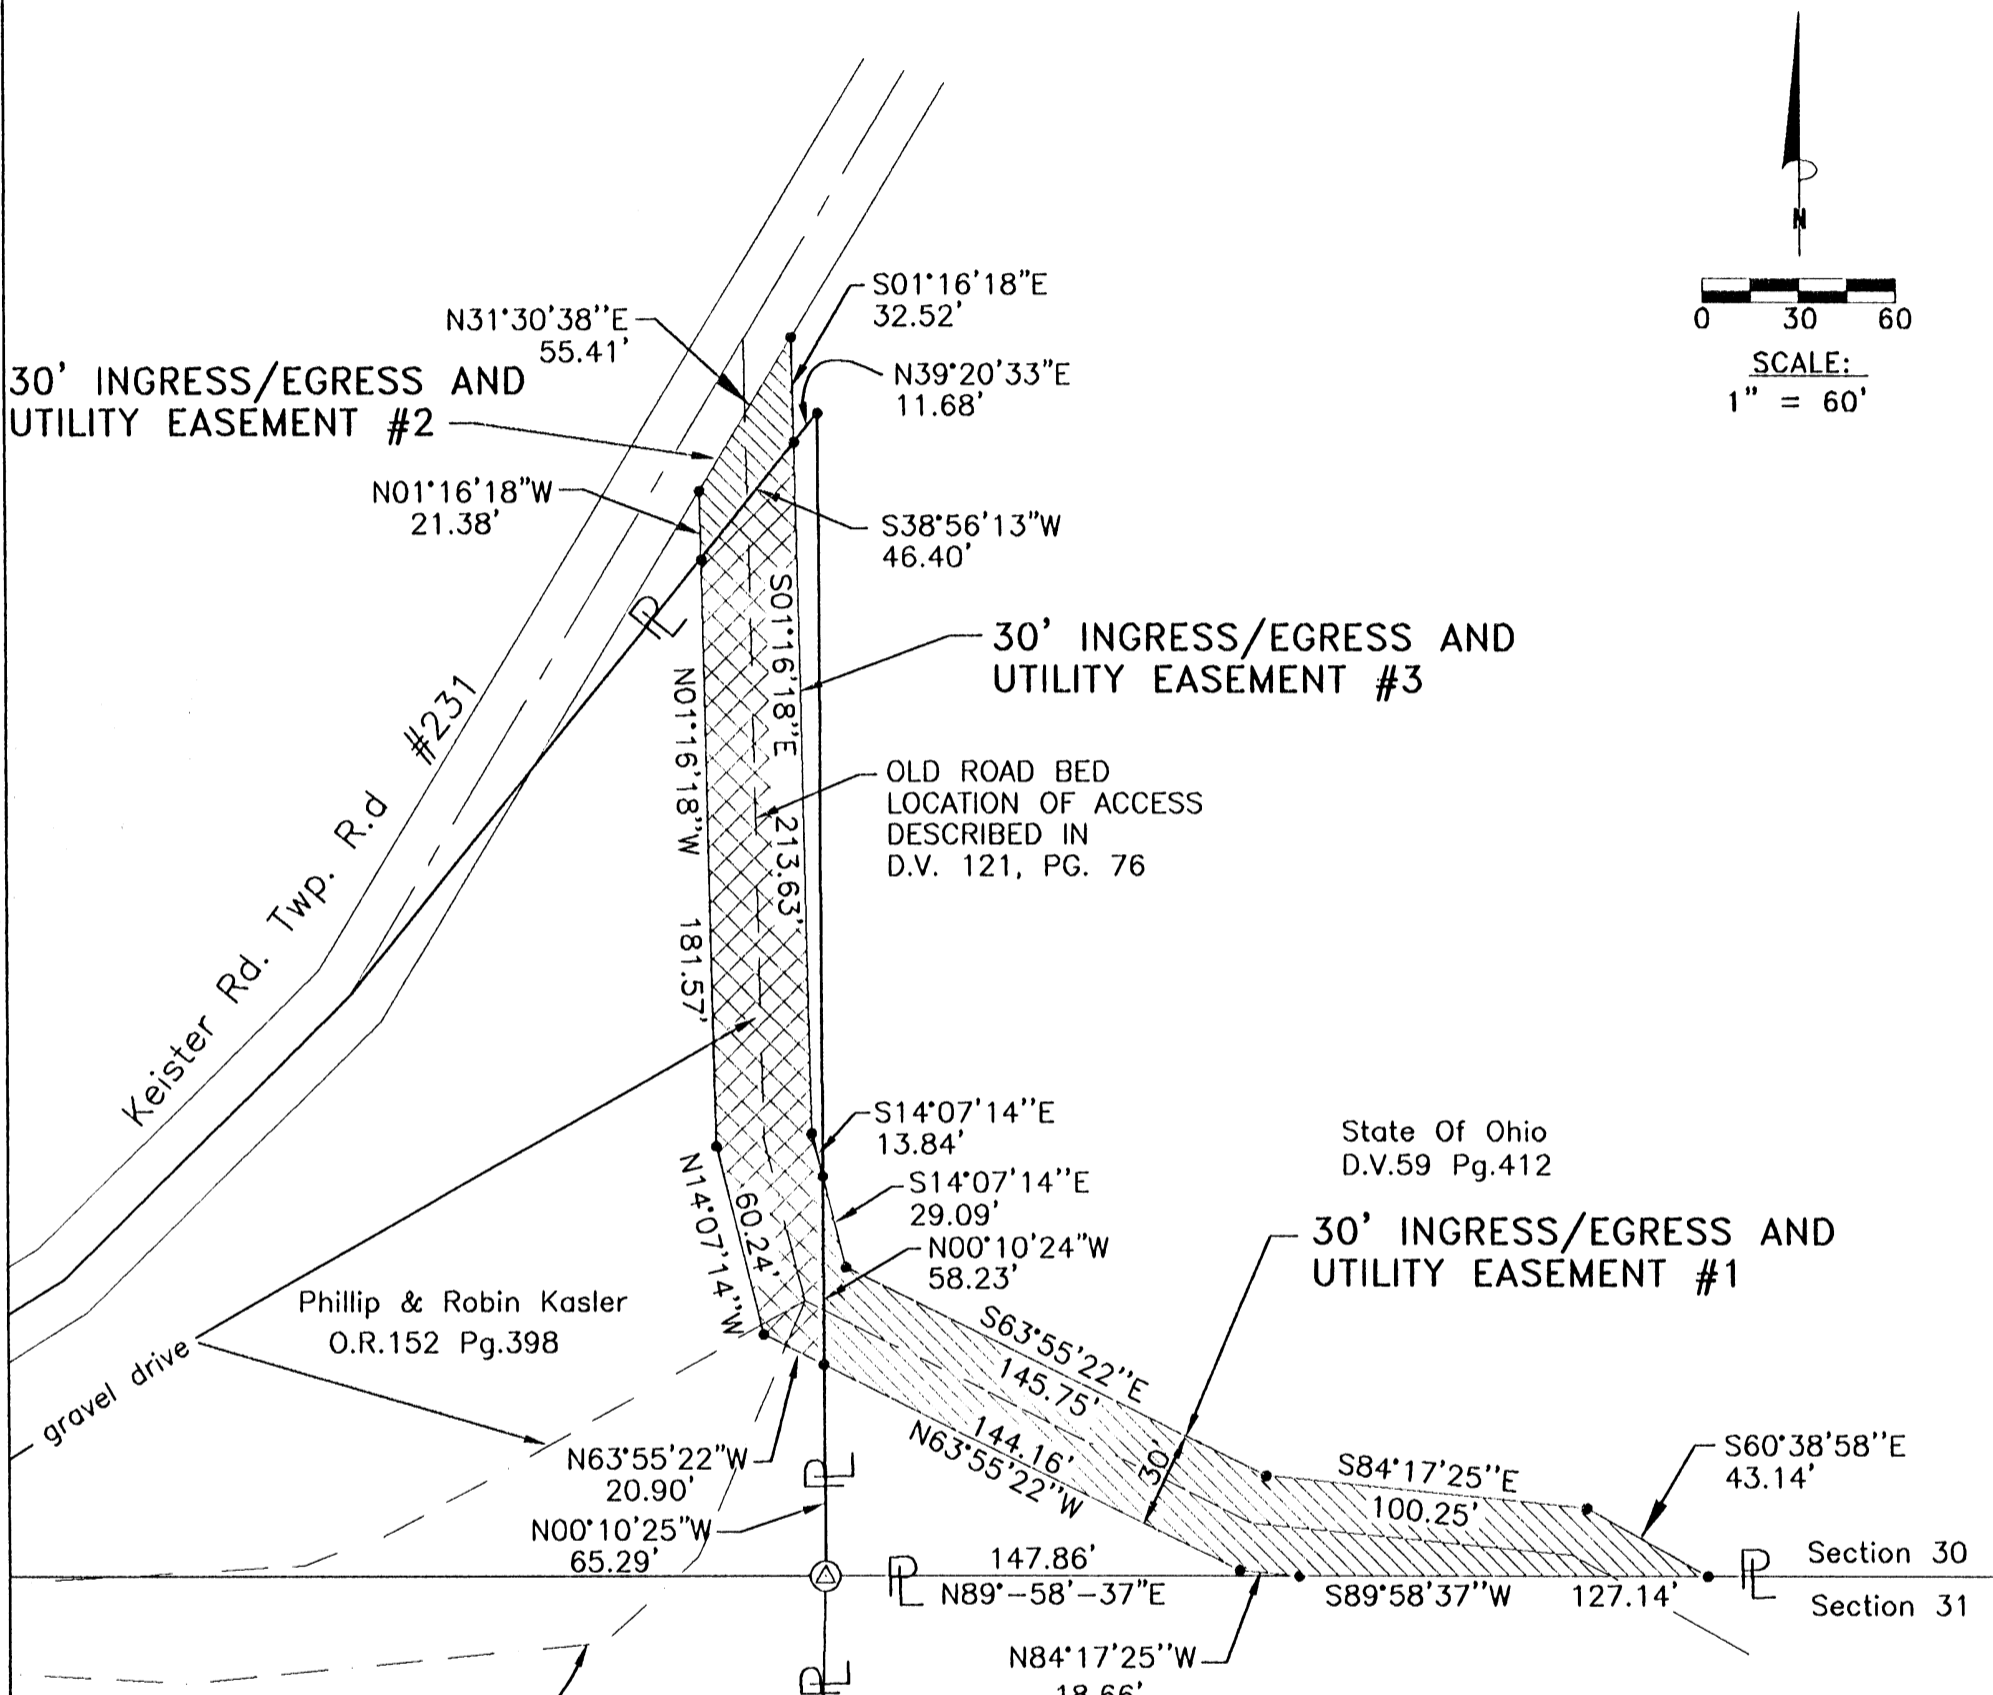 N
0 30 60
SCALE:
1" = 60'
S01°16'18"E
32.52'
N31°30'38''E
55.41'
N39°20'33"E
11.68'
30' INGRESS/EGRESS AND
UTILITY EASEMENT #2
N01°16'18"W
21.38'
S38°56'13"W
46.40'
PL
30' INGRESS/EGRESS AND
UTILITY EASEMENT #3
S01°16'18''E 213.63'
N01°16'18''W 181.57'
Keister Rd. Twp. R.d #231
OLD ROAD BED
LOCATION OF ACCESS
DESCRIBED IN
D.V. 121, PG. 76
S14°07'14''E
13.84'
S14°07'14''E
29.09'
N00°10'24"W
58.23'
State Of Ohio
D.V.59 Pg.412
30' INGRESS/EGRESS AND
UTILITY EASEMENT #1
60.24'
N14°07'14''W
Phillip & Robin Kasler
O.R.152 Pg.398
gravel drive
S63°55'22''E
145.75'
144.16'
N63°55'22''W
30'
S84°17'25''E
100.25'
S60°38'58''E
43.14'
N63°55'22"W
20.90'
PL
N00°10'25"W
65.29'
147.86'
PL
N89°-58'-37"E
S89°58'37''W 127.14'
PL
Section 30
Section 31
N84°17'25''W
18.66'
PL